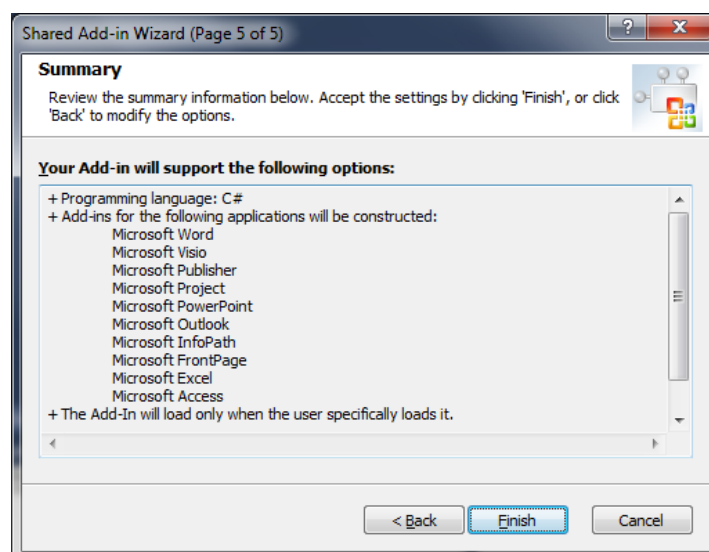 Shared Add-in Wizard (Page 5 of 5)
Summary
Review the summary information below. Accept the settings by clicking 'Finish', or click
'Back' to modify the options.
Your Add-in will support the following options:
+ Programming language: C#
+ Add-ins for the following applications will be constructed:
Microsoft Word
Microsoft Visio
Microsoft Publisher
Microsoft Project
Microsoft PowerPoint
Microsoft Outlook
Microsoft InfoPath
Microsoft FrontPage
Microsoft Excel
Microsoft Access
+ The Add-In will load only when the user specifically loads it.
< Back Finish Cancel